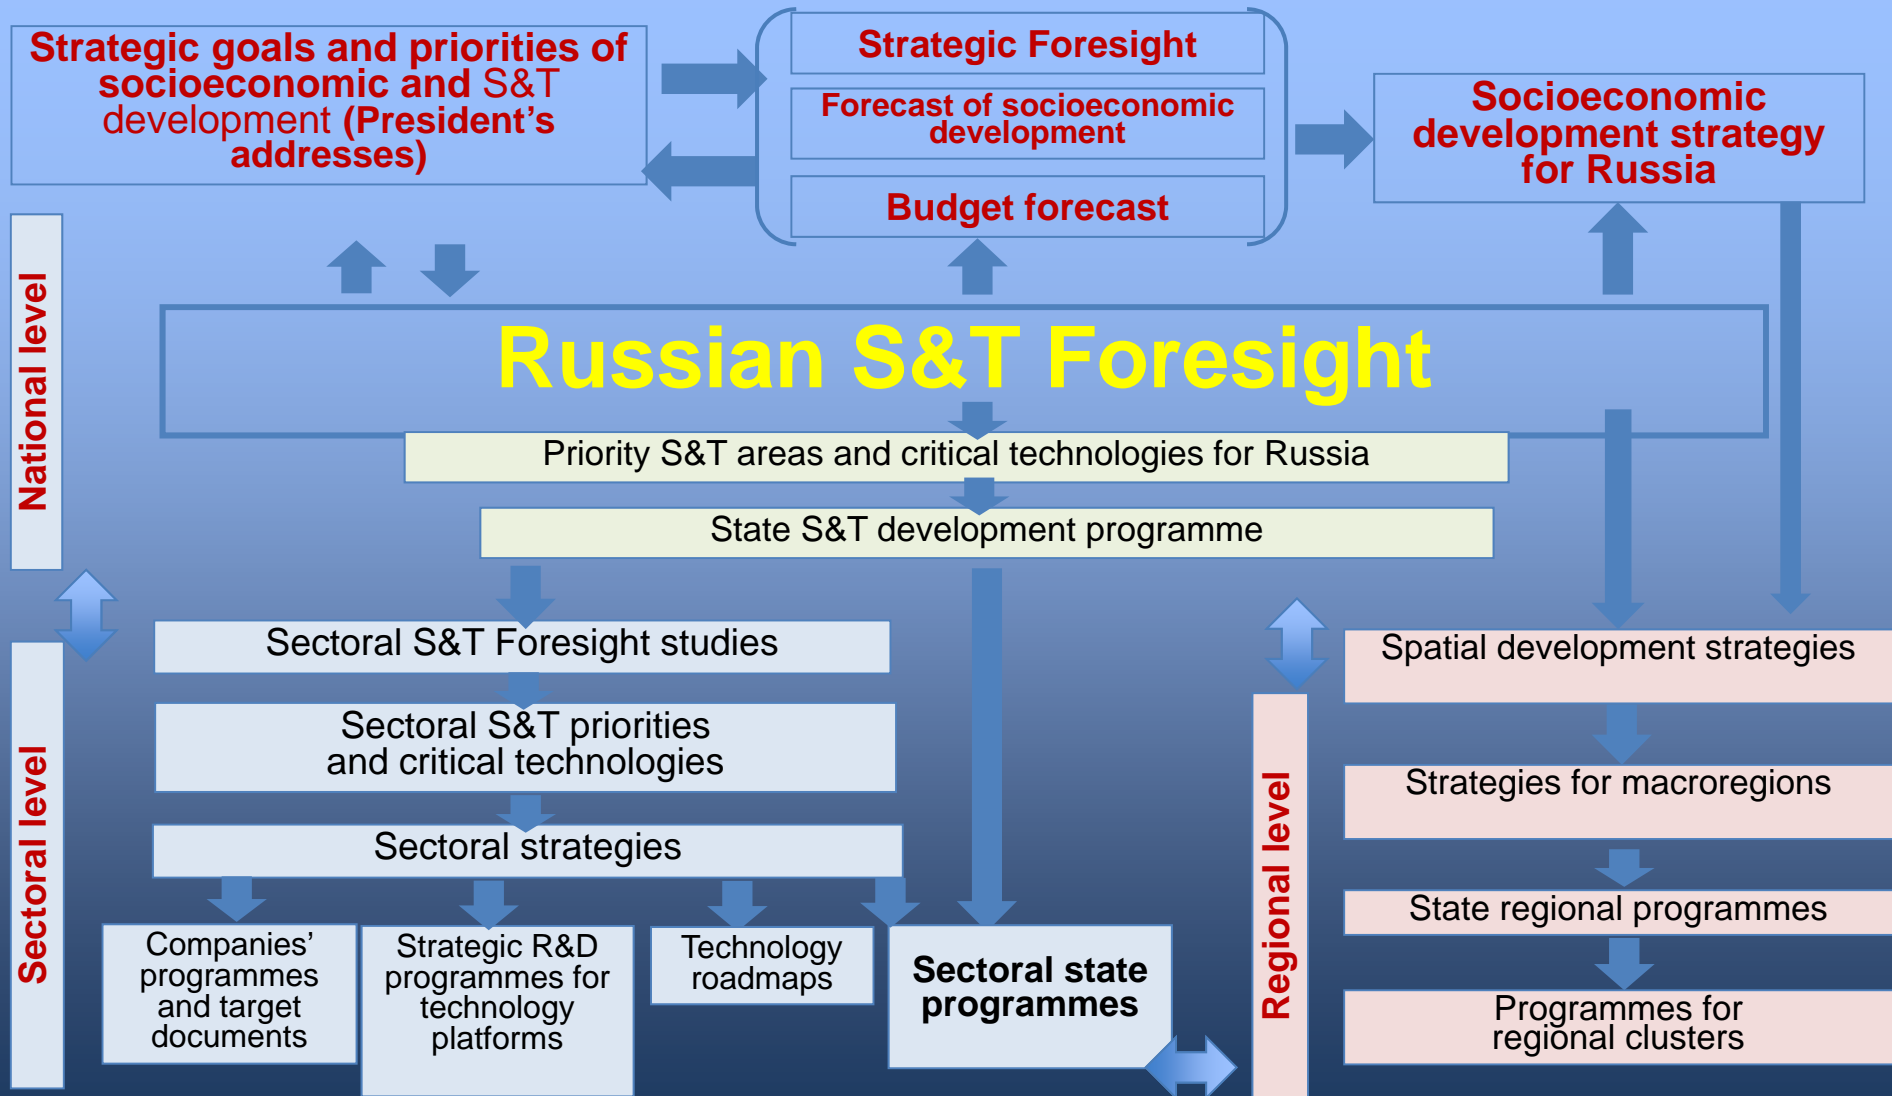 Strategic goals and priorities of
socioeconomic and S&T
development (President’s
addresses)
Strategic Foresight
Forecast of socioeconomic
development
Budget forecast
Socioeconomic
development strategy
for Russia
National level
Russian S&T Foresight
Priority S&T areas and critical technologies for Russia
State S&T development programme
Sectoral level
Sectoral S&T Foresight studies
Sectoral S&T priorities
and critical technologies
Sectoral strategies
Companies’
programmes
and target
documents
Strategic R&D
programmes for
technology
platforms
Technology
roadmaps
Sectoral state
programmes
Regional level
Spatial development strategies
Strategies for macroregions
State regional programmes
Programmes for
regional clusters